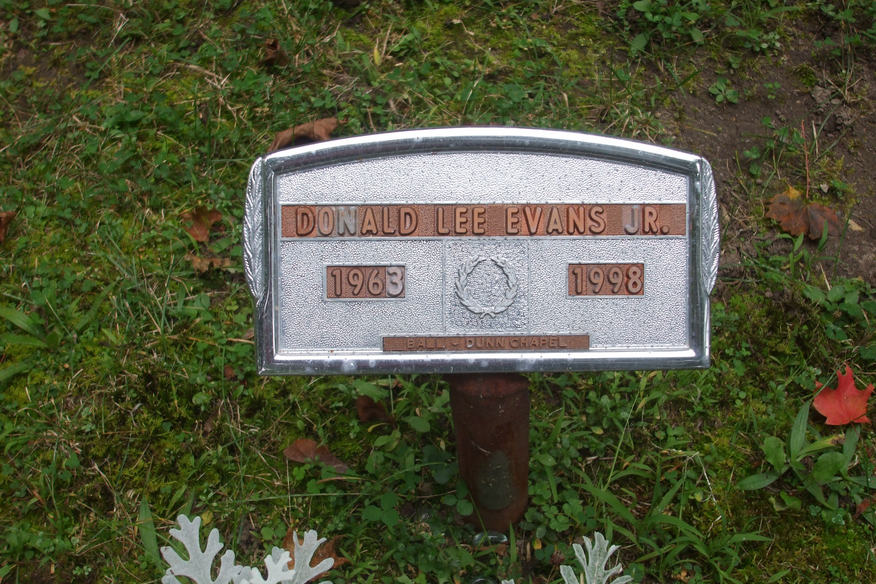 DONALD LEE EVANS JR.
1963 1998
BALL - DUNN CHAPEL